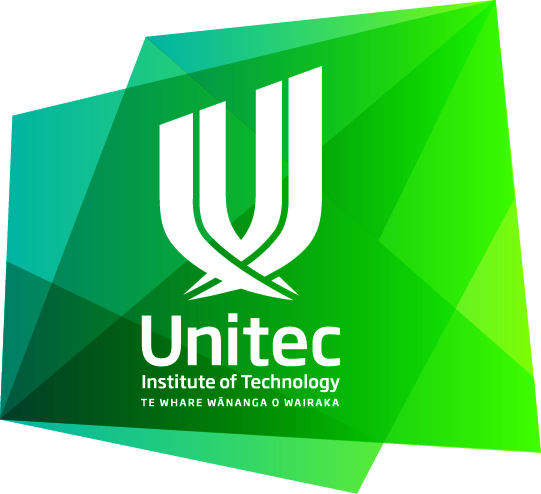 Unitec
Institute of Technology
TE WHARE WĀNANGA O WAIRAKA